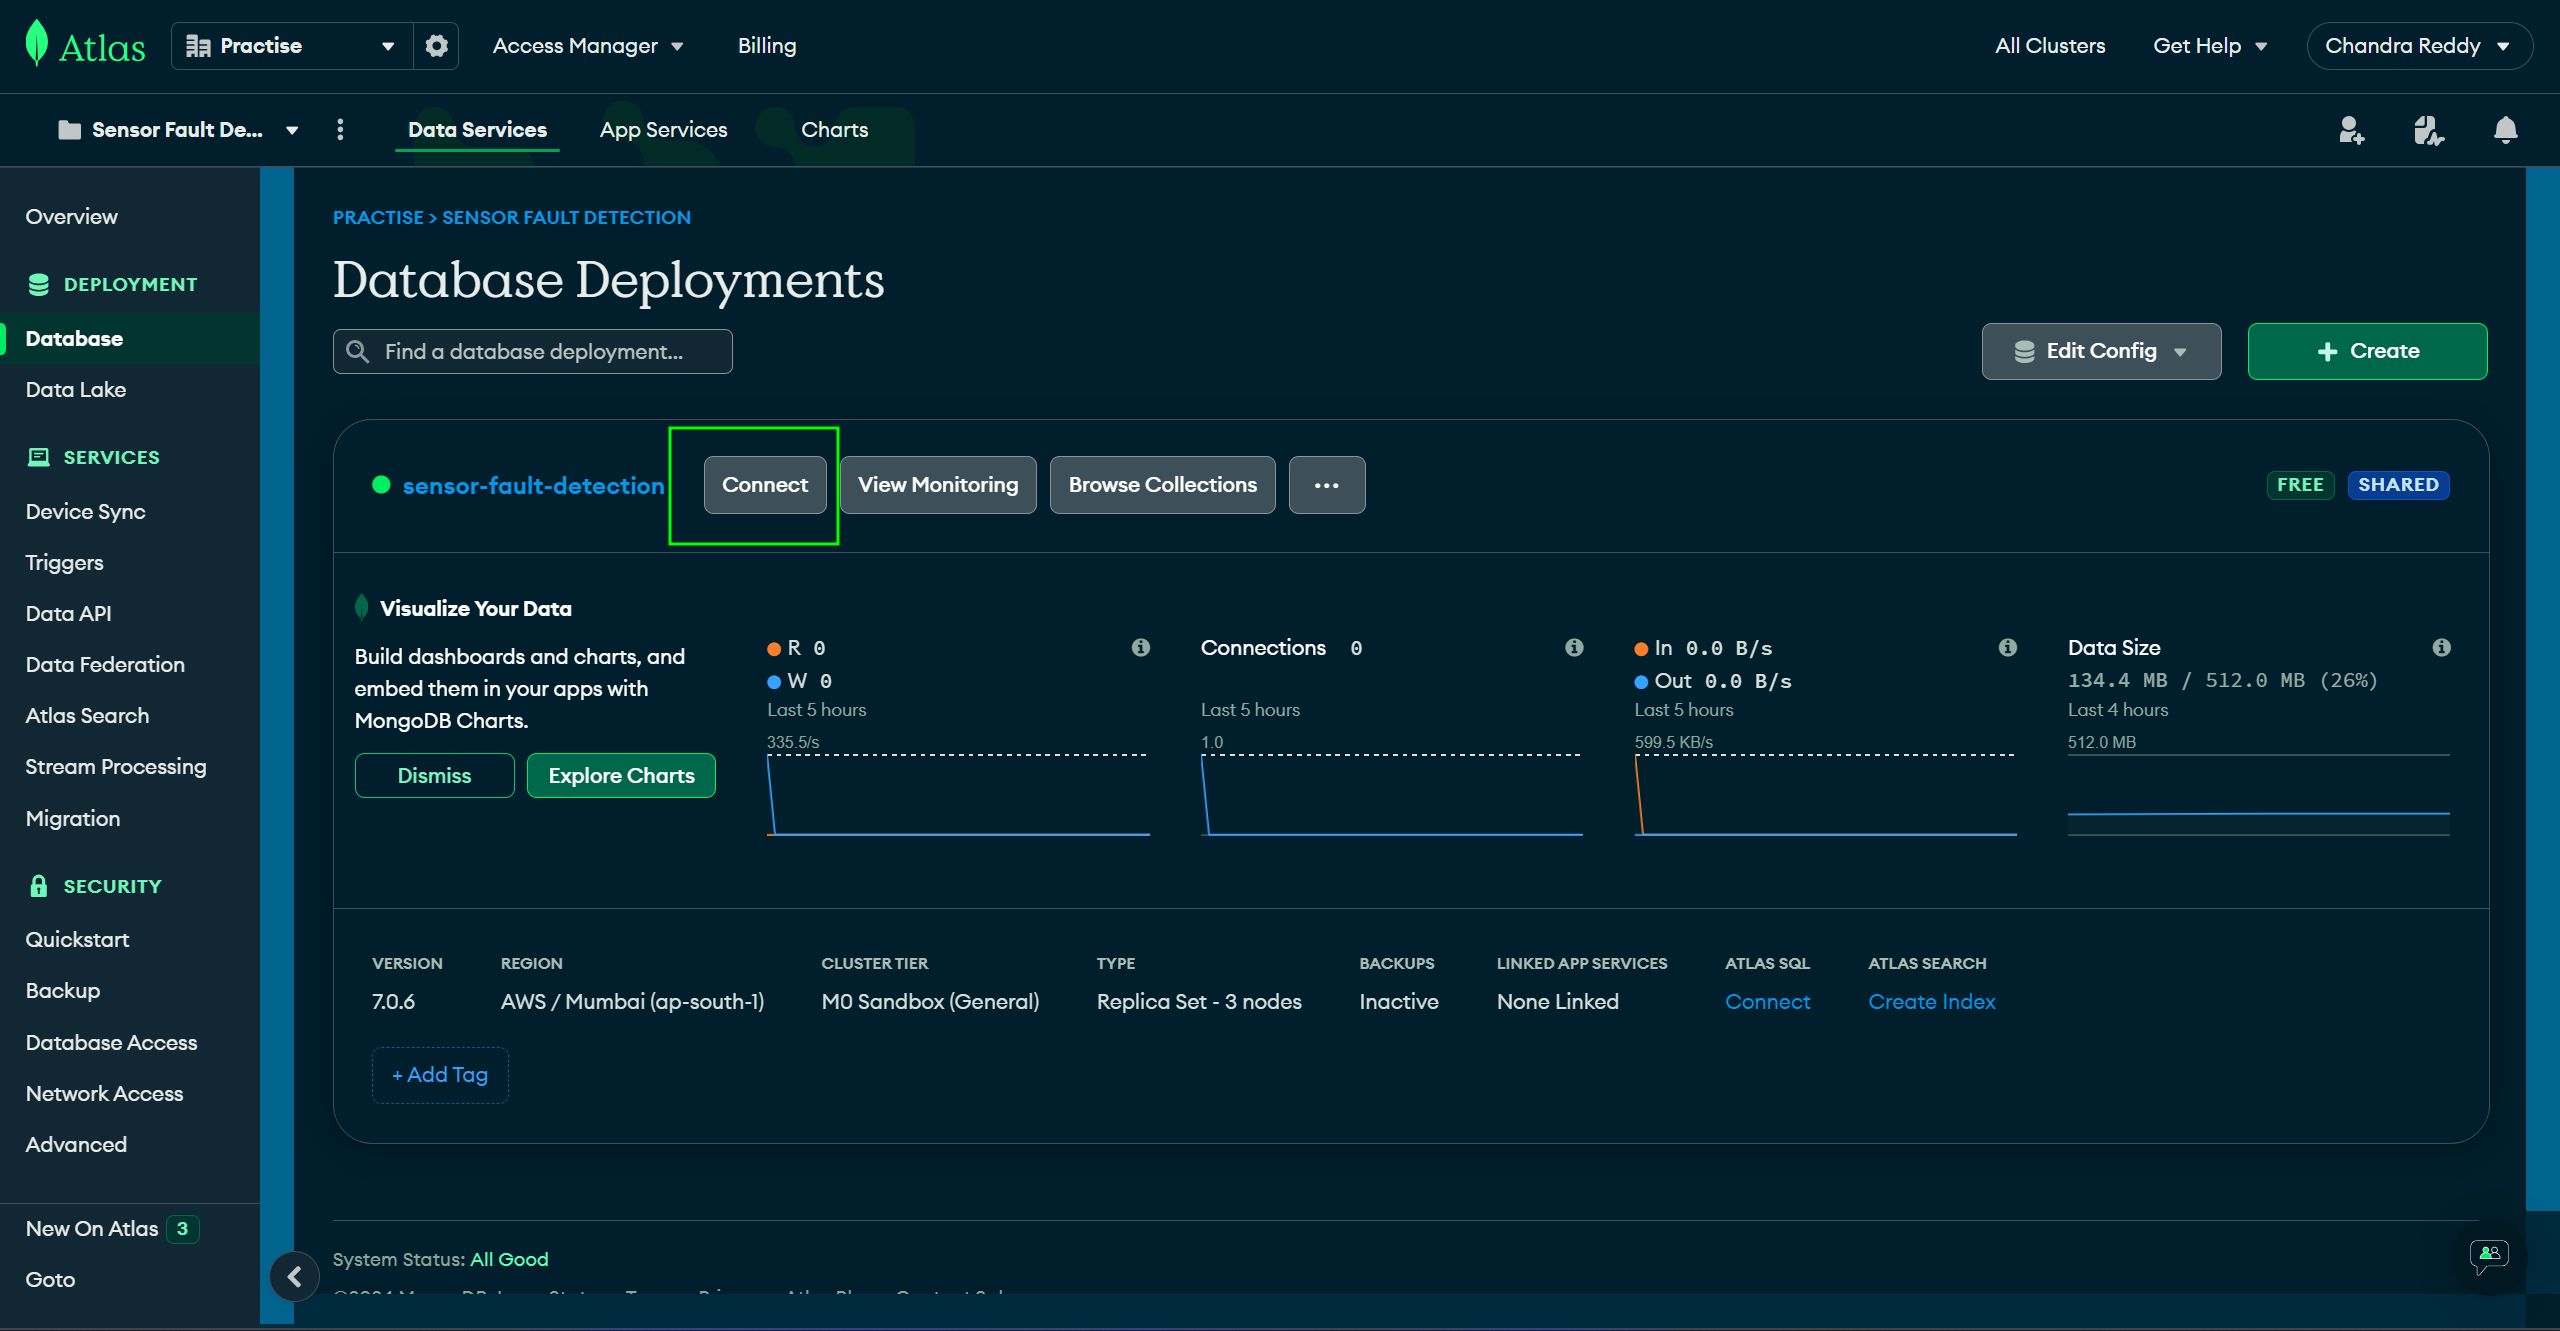 Atlas
Practise
Access Manager
Billing
All Clusters
Get Help
Chandra Reddy
Sensor Fault De...
Data Services
App Services
Charts
Overview
DEPLOYMENT
Database
Data Lake
SERVICES
Device Sync
Triggers
Data API
Data Federation
Atlas Search
Stream Processing
Migration
SECURITY
Quickstart
Backup
Database Access
Network Access
Advanced
New On Atlas 3
Goto
PRACTISE > SENSOR FAULT DETECTION
Database Deployments
Find a database deployment...
Edit Config
+ Create
sensor-fault-detection
Connect
View Monitoring
Browse Collections
...
FREE
SHARED
Visualize Your Data
Build dashboards and charts, and
embed them in your apps with
MongoDB Charts.
Dismiss
Explore Charts
R 0
W 0
Last 5 hours
335.5/s
Connections 0
Last 5 hours
1.0
In 0.0 B/s
Out 0.0 B/s
Last 5 hours
599.5 KB/s
Data Size
134.4 MB / 512.0 MB (26%)
Last 4 hours
512.0 MB
VERSION
7.0.6
REGION
AWS / Mumbai (ap-south-1)
CLUSTER TIER
M0 Sandbox (General)
TYPE
Replica Set - 3 nodes
BACKUPS
Inactive
LINKED APP SERVICES
None Linked
ATLAS SQL
Connect
ATLAS SEARCH
Create Index
+ Add Tag
System Status: All Good